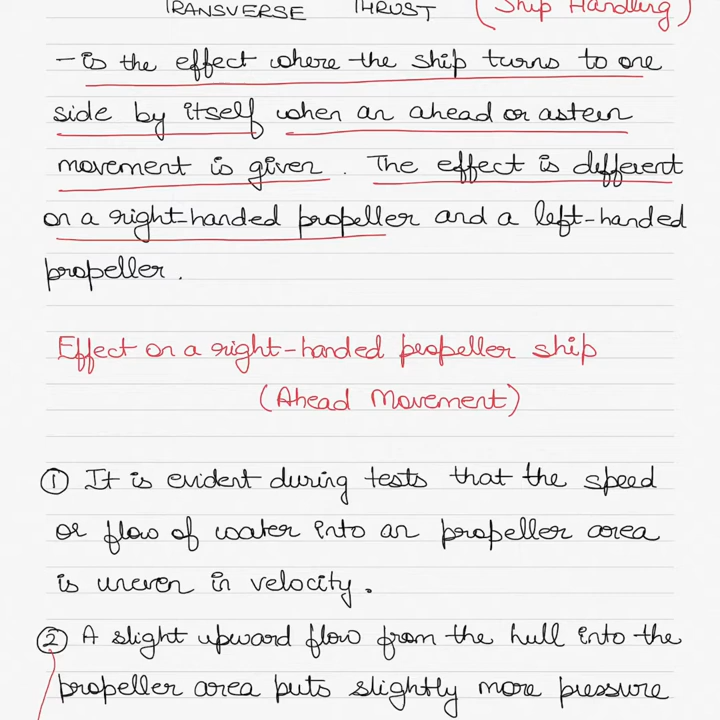 TRANSVERSE THRUST (Ship Handling)
- is the effect where the ship turns to one
side by itself when an ahead or astern
movement is given. The effect is different
on a right-handed propeller and a left-handed
propeller.
Effect on a right-handed propeller ship
(Ahead Movement)
① It is evident during tests that the speed
or flow of water into an propeller area
is uneven in velocity.
② A slight upward flow from the hull into the
propeller area puts slightly more pressure